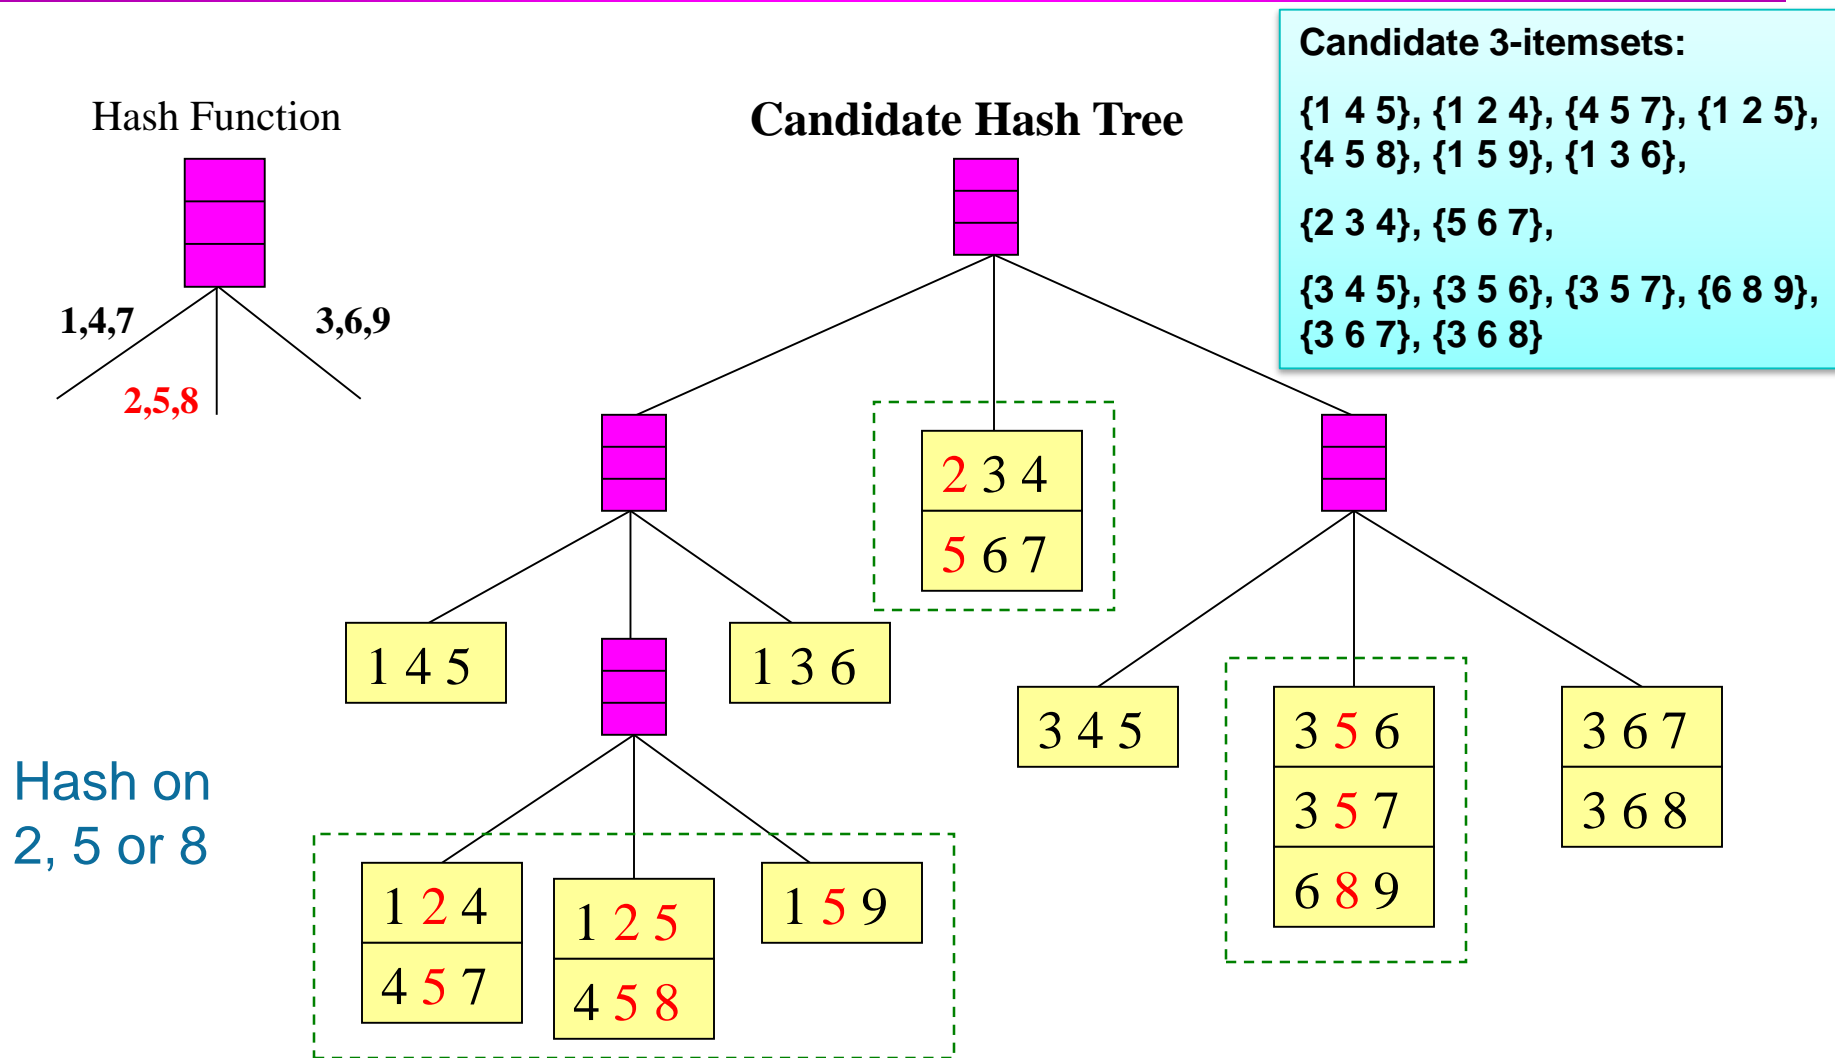 Candidate 3-itemsets:
{1 4 5}, {1 2 4}, {4 5 7}, {1 2 5},
{4 5 8}, {1 5 9}, {1 3 6},
{2 3 4}, {5 6 7},
{3 4 5}, {3 5 6}, {3 5 7}, {6 8 9},
{3 6 7}, {3 6 8}
Hash Function
Candidate Hash Tree
1,4,7
3,6,9
2,5,8
2 3 4
5 6 7
1 4 5
1 3 6
3 4 5
3 5 6
3 6 7
3 5 7
3 6 8
6 8 9
Hash on
2, 5 or 8
1 2 4
1 2 5
1 5 9
4 5 7
4 5 8